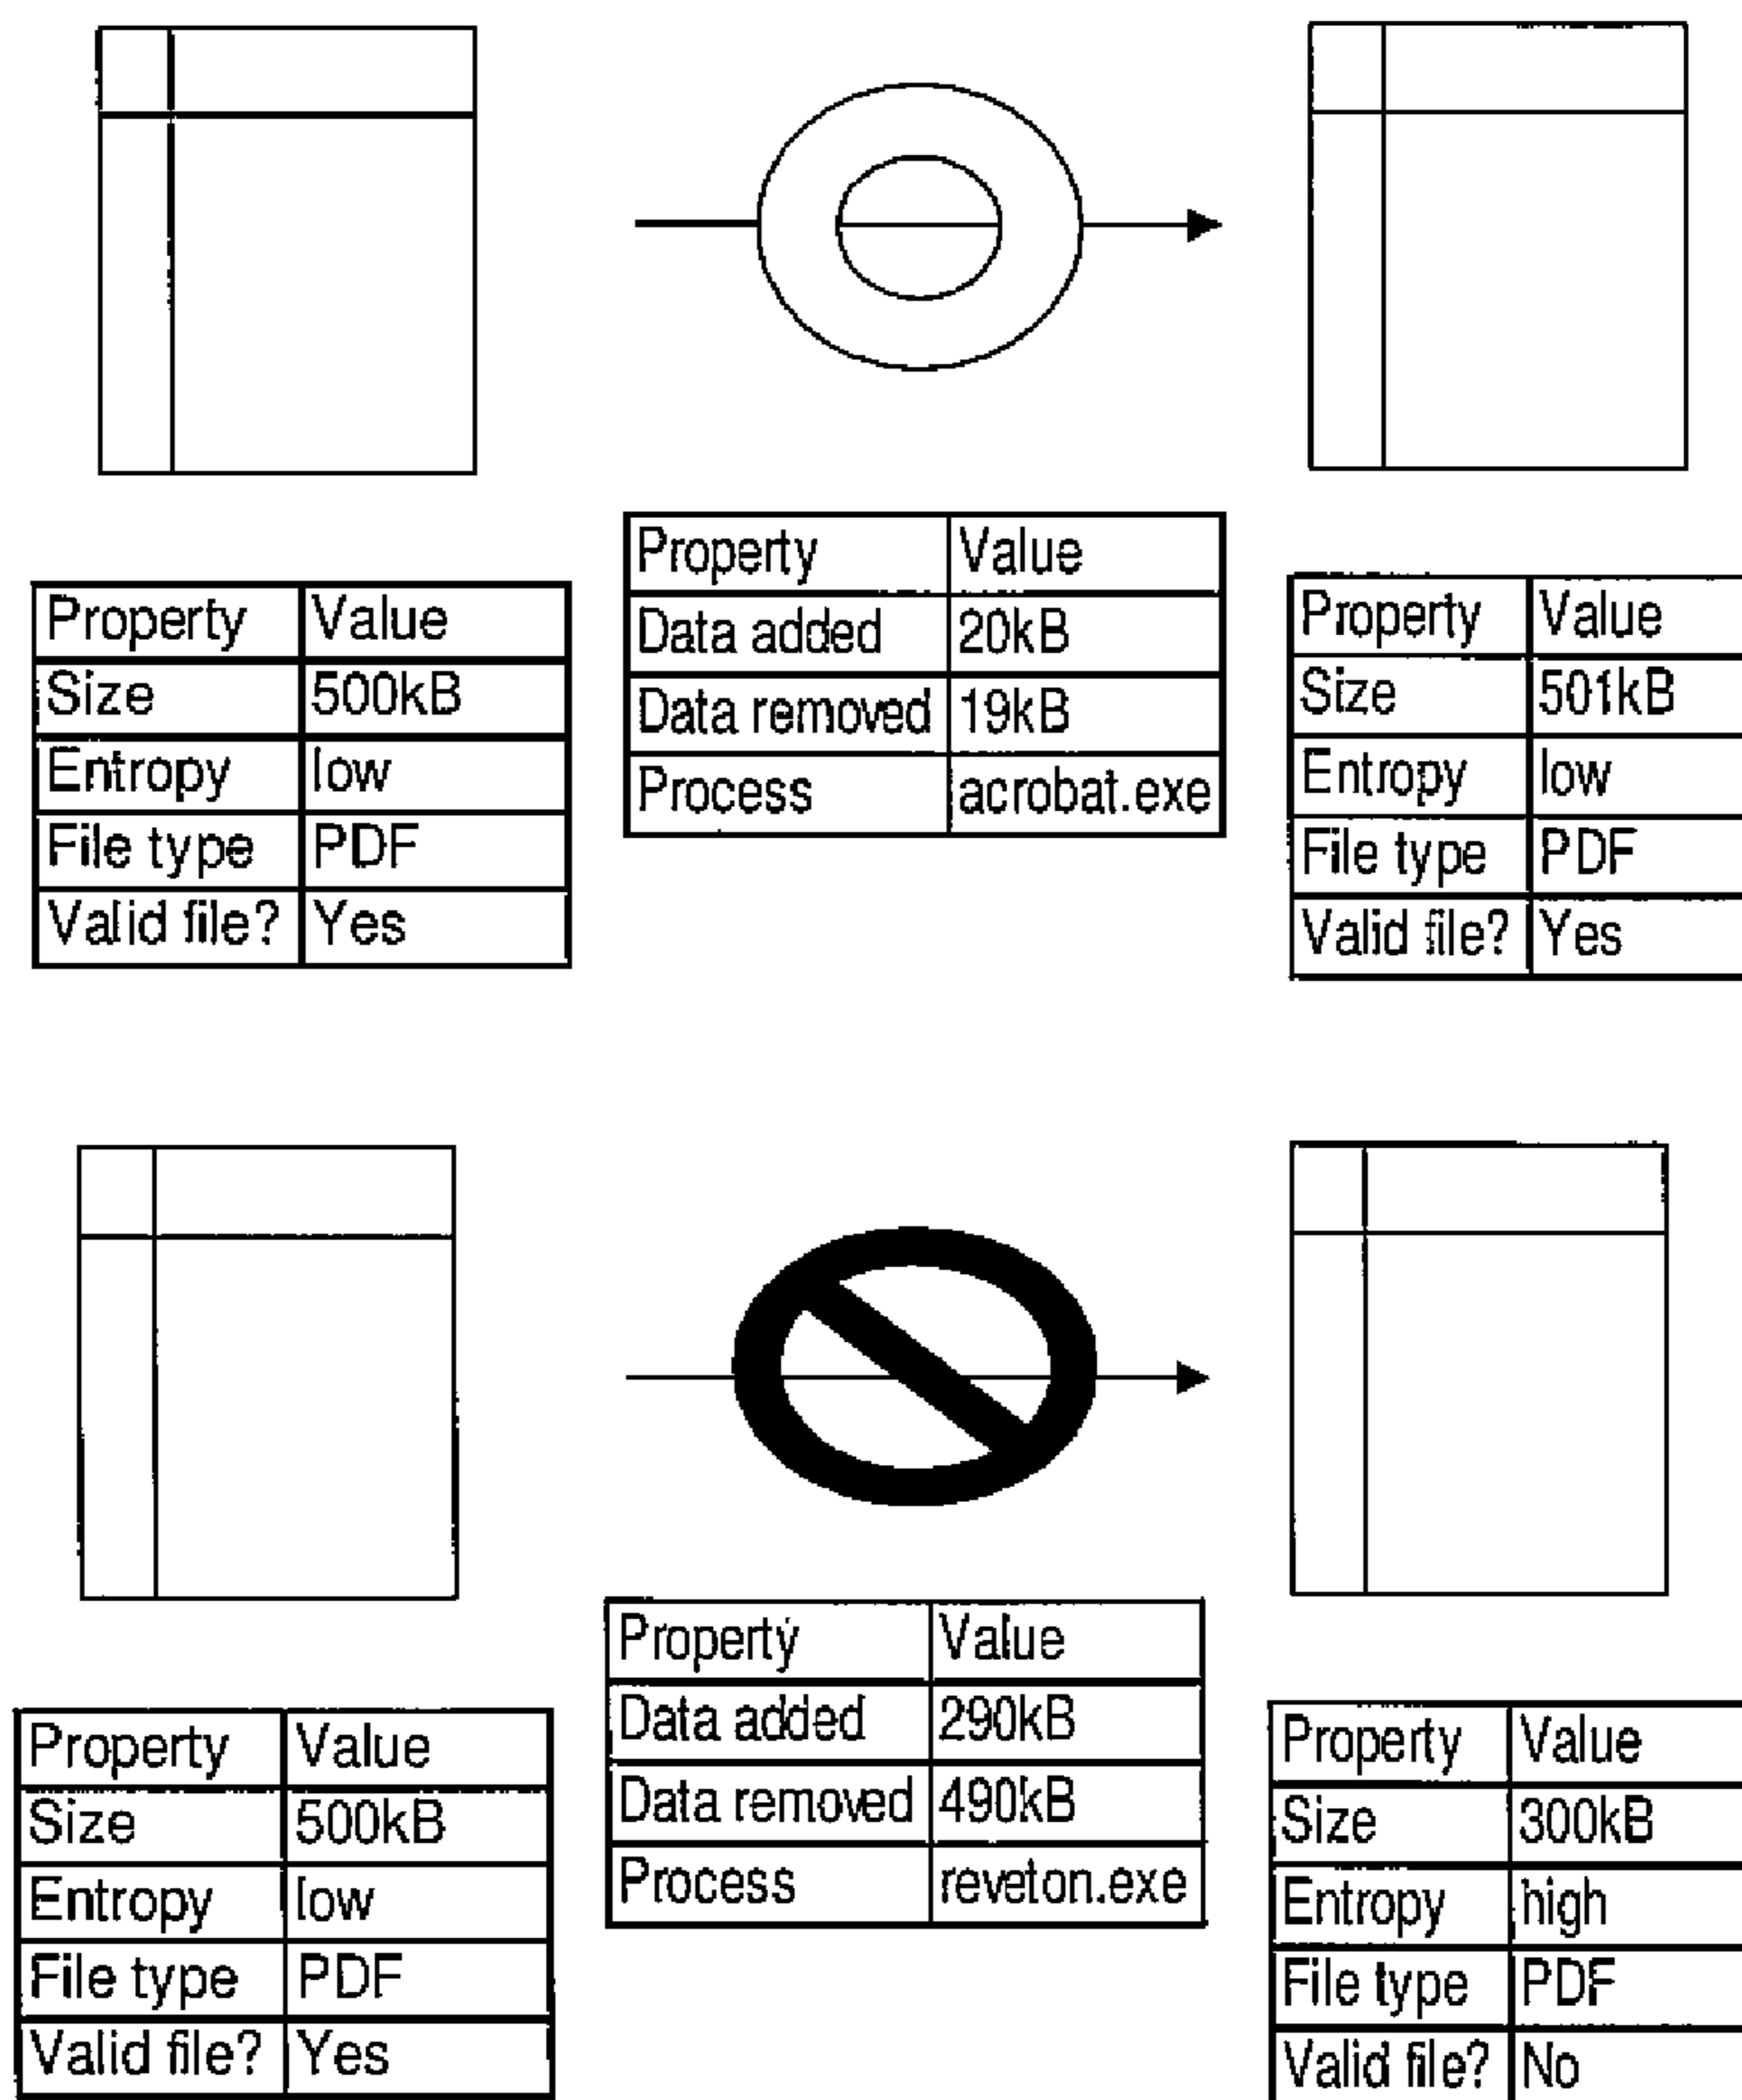 Property Value
Size 500kB
Entropy low
File type PDF
Valid file? Yes
Property Value
Data added 20kB
Data removed 19kB
Process acrobat.exe
Property Value
Size 501kB
Entropy low
File type PDF
Valid file? Yes
Property Value
Size 500kB
Entropy low
File type PDF
Valid file? Yes
Property Value
Data added 290kB
Data removed 490kB
Process reveton.exe
Property Value
Size 300kB
Entropy high
File type PDF
Valid file? No